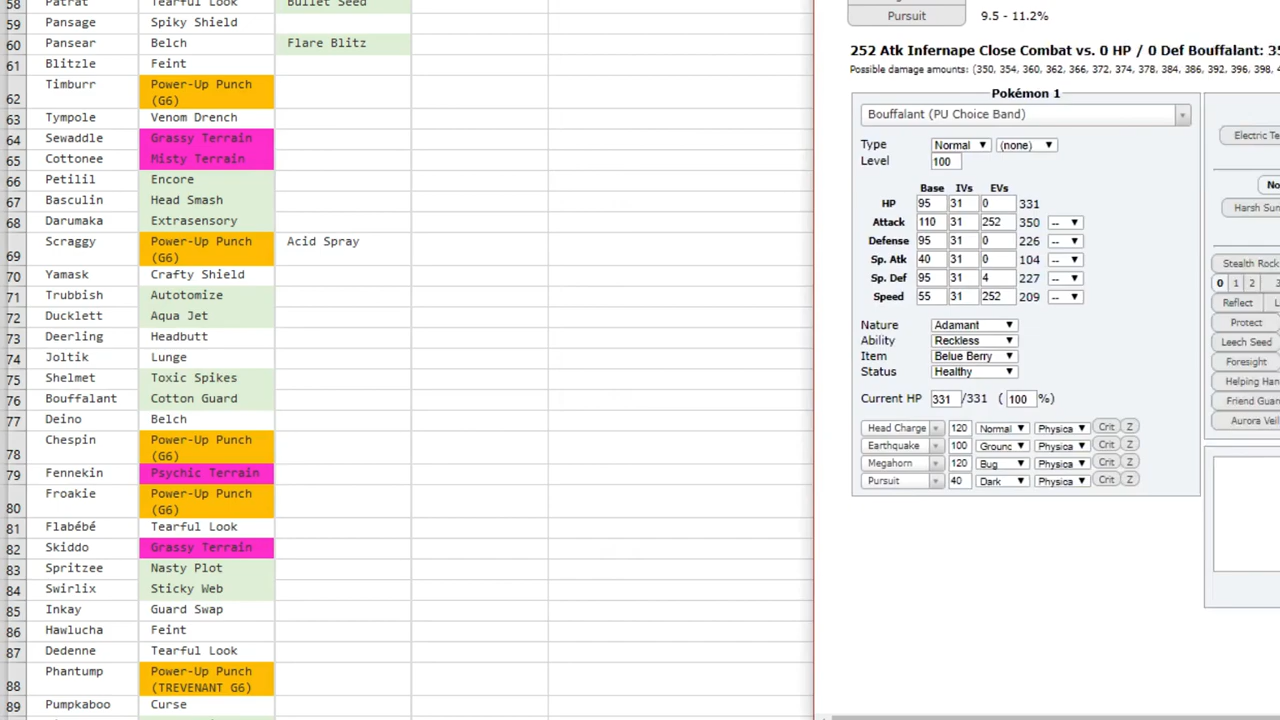 58 Patrat Tearful Look Bullet Seed
59 Pansage Spiky Shield
60 Pansear Belch Flare Blitz
61 Blitzle Feint
62 Timburr Power-Up Punch
(G6)
63 Tympole Venom Drench
64 Sewaddle Grassy Terrain
65 Cottonee Misty Terrain
66 Petilil Encore
67 Basculin Head Smash
68 Darumaka Extrasensory
69 Scraggy Power-Up Punch Acid Spray
(G6)
70 Yamask Crafty Shield
71 Trubbish Autotomize
72 Ducklett Aqua Jet
73 Deerling Headbutt
74 Joltik Lunge
75 Shelmet Toxic Spikes
76 Bouffalant Cotton Guard
77 Deino Belch
78 Chespin Power-Up Punch
(G6)
79 Fennekin Psychic Terrain
80 Froakie Power-Up Punch
(G6)
81 Flabébé Tearful Look
82 Skiddo Grassy Terrain
83 Spritzee Nasty Plot
84 Swirlix Sticky Web
85 Inkay Guard Swap
86 Hawlucha Feint
87 Dedenne Tearful Look
88 Phantump Power-Up Punch
(TREVENANT G6)
89 Pumpkaboo Curse
Pursuit 9.5 - 11.2%
252 Atk Infernape Close Combat vs. 0 HP / 0 Def Bouffalant: 35
Possible damage amounts: (350, 354, 360, 362, 366, 372, 374, 378, 384, 386, 392, 396, 398, 4
Pokémon 1
Bouffalant (PU Choice Band)
Type Normal (none)
Level 100
Base IVs EVs
HP 95 31 0 331
Attack 110 31 252 350 --
Defense 95 31 0 226 --
Sp. Atk 40 31 0 104 --
Sp. Def 95 31 4 227 --
Speed 55 31 252 209 --
Nature Adamant
Ability Reckless
Item Belue Berry
Status Healthy
Current HP 331 /331 ( 100 %)
Head Charge 120 Normal Physica Crit Z
Earthquake 100 Ground Physica Crit Z
Megahorn 120 Bug Physica Crit Z
Pursuit 40 Dark Physica Crit Z
Electric Te
No
Harsh Sun
Stealth Rock
0 1 2 3
Reflect L
Protect
Leech Seed
Foresight
Helping Han
Friend Guar
Aurora Veil